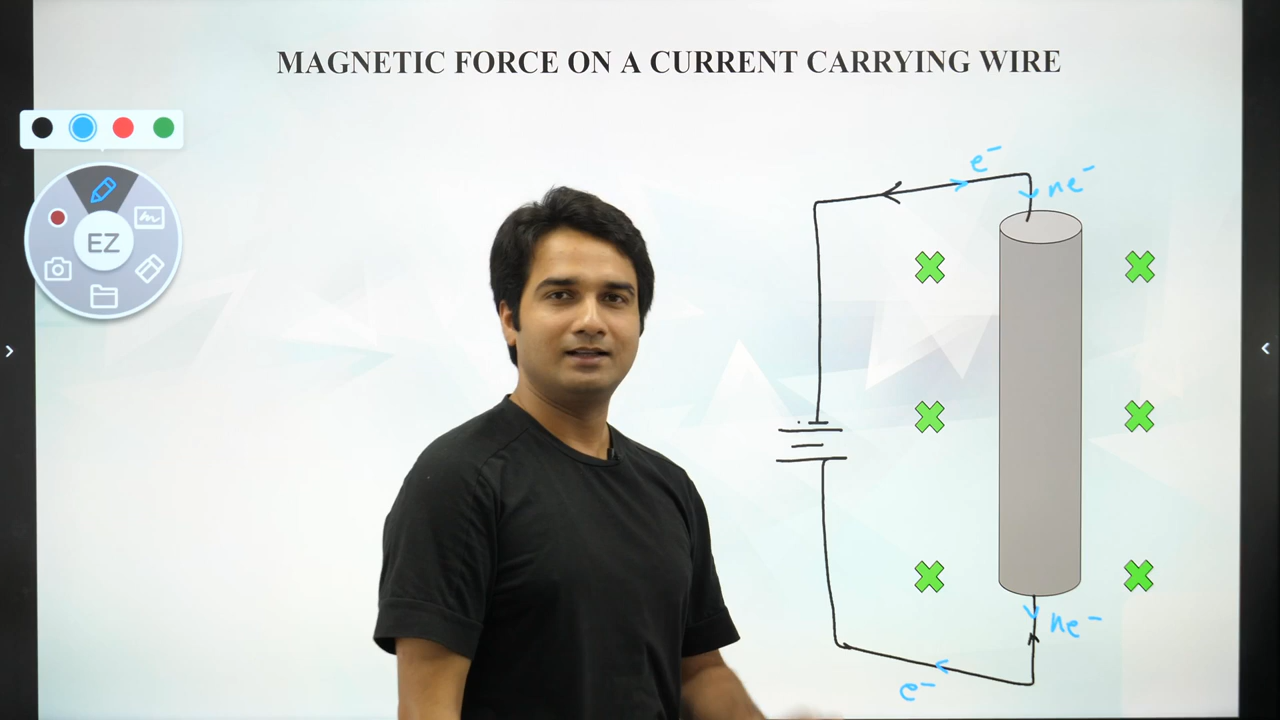 MAGNETIC FORCE ON A CURRENT CARRYING WIRE
EZ
e⁻
ne⁻
ne⁻
e⁻